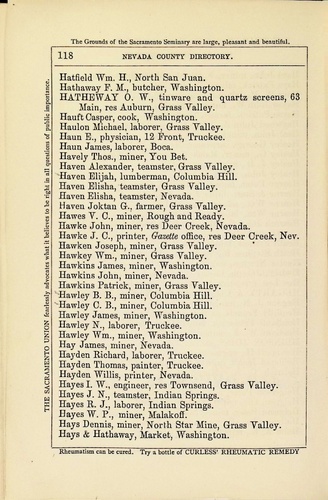 The Grounds of the Sacramento Seminary are large, pleasant and beautiful.
118 NEVADA COUNTY DIRECTORY.
Hatfield Wm. H., North San Juan.
Hathaway F. M., butcher, Washington.
HATHEWAY O. W., tinware and quartz screens, 63
Main, res Auburn, Grass Valley.
Hauft Casper, cook, Washington.
Haulon Michael, laborer, Grass Valley.
Haun E., physician, 12 Front, Truckee.
Haun James, laborer, Boca.
Havely Thos., miner, You Bet.
Haven Alexander, teamster, Grass Valley.
Haven Elijah, lumberman, Columbia Hill.
Haven Elisha, teamster, Grass Valley.
Haven Elisha, teamster, Nevada.
Haven Joktan G., farmer, Grass Valley.
Hawes V. C., miner, Rough and Ready.
Hawke John, miner, res Deer Creek, Nevada.
Hawke J. C., printer, Gazette office, res Deer Creek, Nev.
Hawken Joseph, miner, Grass Valley.
Hawkey Wm., miner, Grass Valley.
Hawkins James, miner, Washington.
Hawkins John, miner, Nevada.
Hawkins Patrick, miner, Grass Valley.
Hawley B. B., miner, Columbia Hill.
Hawley C. B., miner, Columbia Hill.
Hawley James, miner, Washington.
Hawley N., laborer, Truckee.
Hawley Wm., miner, Washington.
Hay James, miner, Nevada.
Hayden Richard, laborer, Truckee.
Hayden Thomas, painter, Truckee.
Hayden Willis, printer, Nevada.
Hayes I. W., engineer, res Townsend, Grass Valley.
Hayes J. N., teamster, Indian Springs.
Hayes R. J., laborer, Indian Springs.
Hayes W. P., miner, Malakoff.
Hays Dennis, miner, North Star Mine, Grass Valley.
Hays & Hathaway, Market, Washington.
Rheumatism can be cured. Try a bottle of CURLESS' RHEUMATIC REMEDY
THE SACRAMENTO UNION fearlessly advocates what it believes to be right in all questions of public importance.